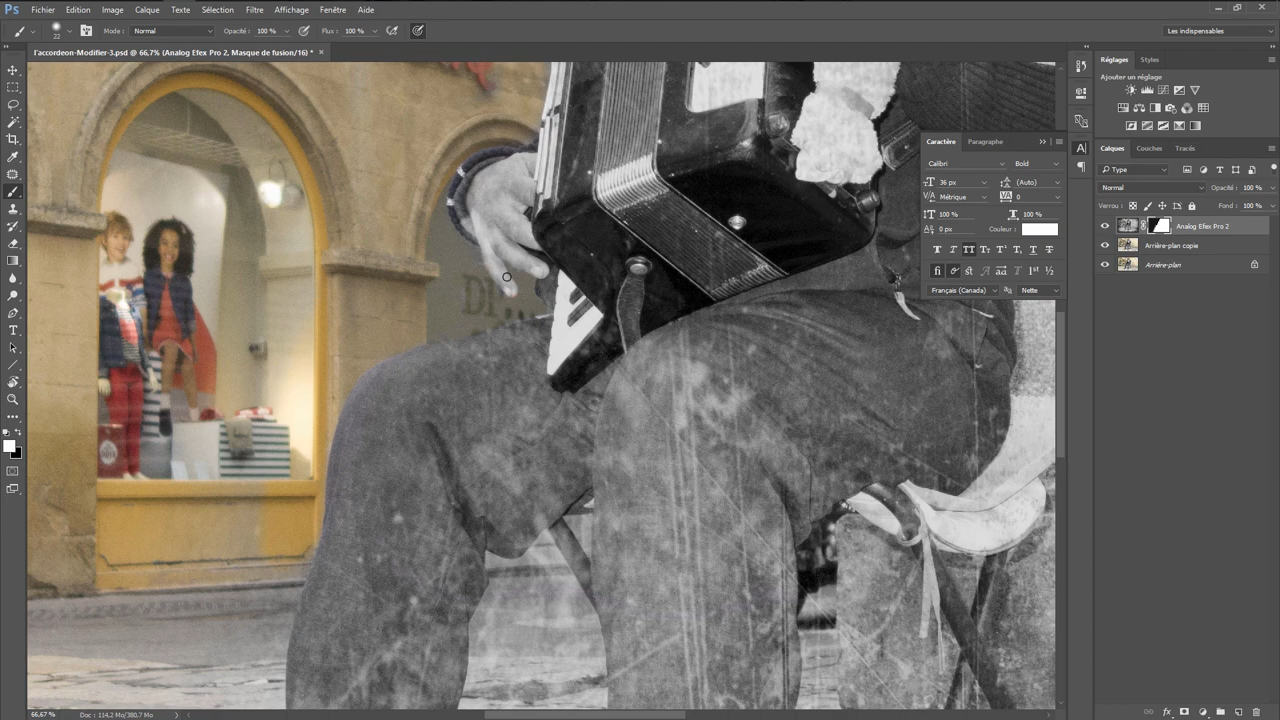 Ps Fichier Edition Image Calque Texte Sélection Filtre Affichage Fenêtre Aide
22 Mode : Normal Opacité : 100 % Flux : 100 % Les indispensables
l'accordeon-Modifier-3.psd @ 66,7% (Analog Efex Pro 2, Masque de fusion/16) * ×
Réglages Styles
Ajouter un réglage
Caractère Paragraphe
Calibri Bold
36 px (Auto)
Métrique 0
100 % 100 %
0 px Couleur :
Français (Canada) Nette
Calques Couches Tracés
Type
Normal Opacité : 100 %
Verrou : Fond : 100 %
Analog Efex Pro 2
Arrière-plan copie
Arrière-plan
66,67 % Doc : 114,2 Mo/380,7 Mo